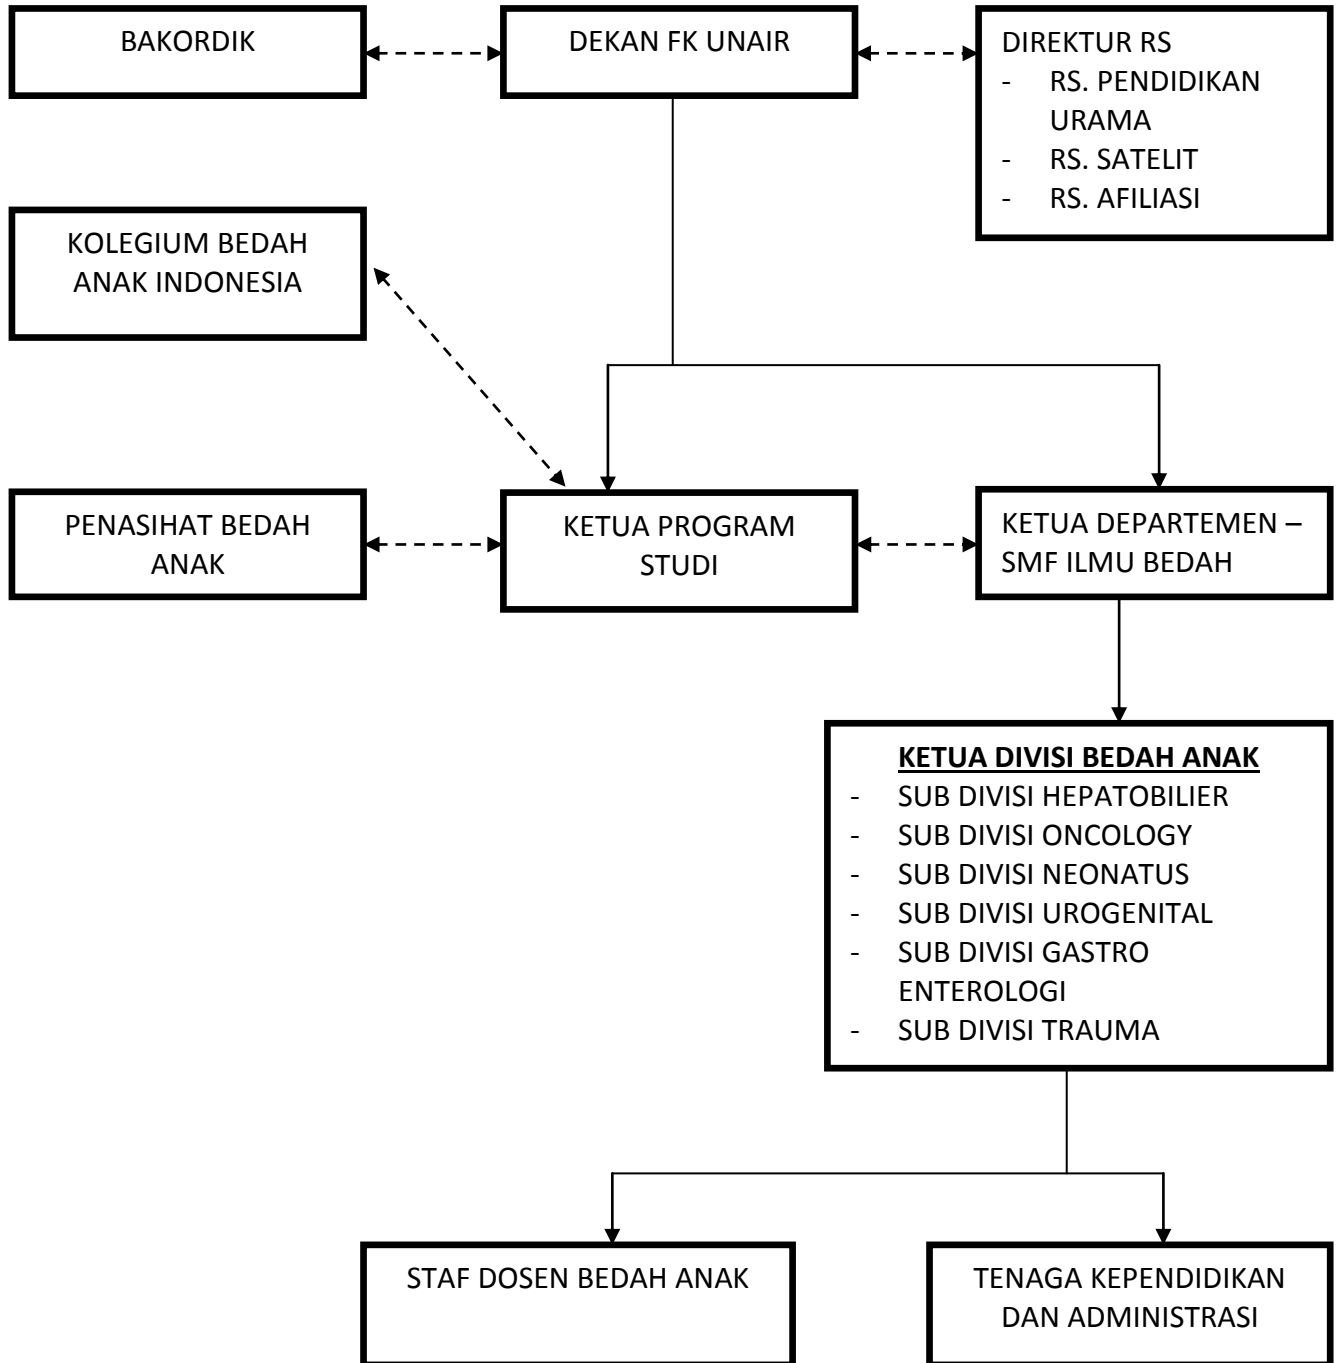 BAKORDIK
DEKAN FK UNAIR
DIREKTUR RS
- RS. PENDIDIKAN
URAMA
- RS. SATELIT
- RS. AFILIASI
KOLEGIUM BEDAH
ANAK INDONESIA
PENASIHAT BEDAH
ANAK
KETUA PROGRAM
STUDI
KETUA DEPARTEMEN –
SMF ILMU BEDAH
KETUA DIVISI BEDAH ANAK
- SUB DIVISI HEPATOBILIER
- SUB DIVISI ONCOLOGY
- SUB DIVISI NEONATUS
- SUB DIVISI UROGENITAL
- SUB DIVISI GASTRO
ENTEROLOGI
- SUB DIVISI TRAUMA
STAF DOSEN BEDAH ANAK
TENAGA KEPENDIDIKAN
DAN ADMINISTRASI